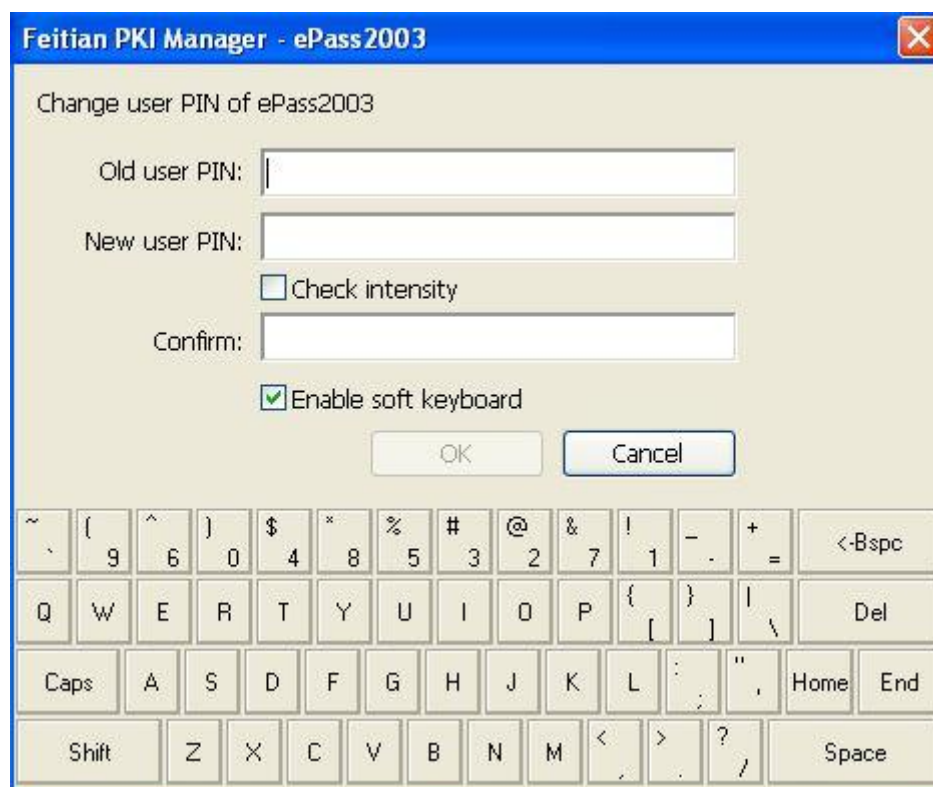 Feitian PKI Manager - ePass2003
Change user PIN of ePass2003
Old user PIN:
New user PIN:
Check intensity
Confirm:
Enable soft keyboard
OK Cancel
~ ` ( 9 ^ 6 ) 0 $ 4 * 8 % 5 # 3 @ 2 & 7 ! 1 _ - + = <-Bspc
Q W E R T Y U I O P { [ } ] | \ Del
Caps A S D F G H J K L : ; " ' Home End
Shift Z X C V B N M < , > . ? / Space